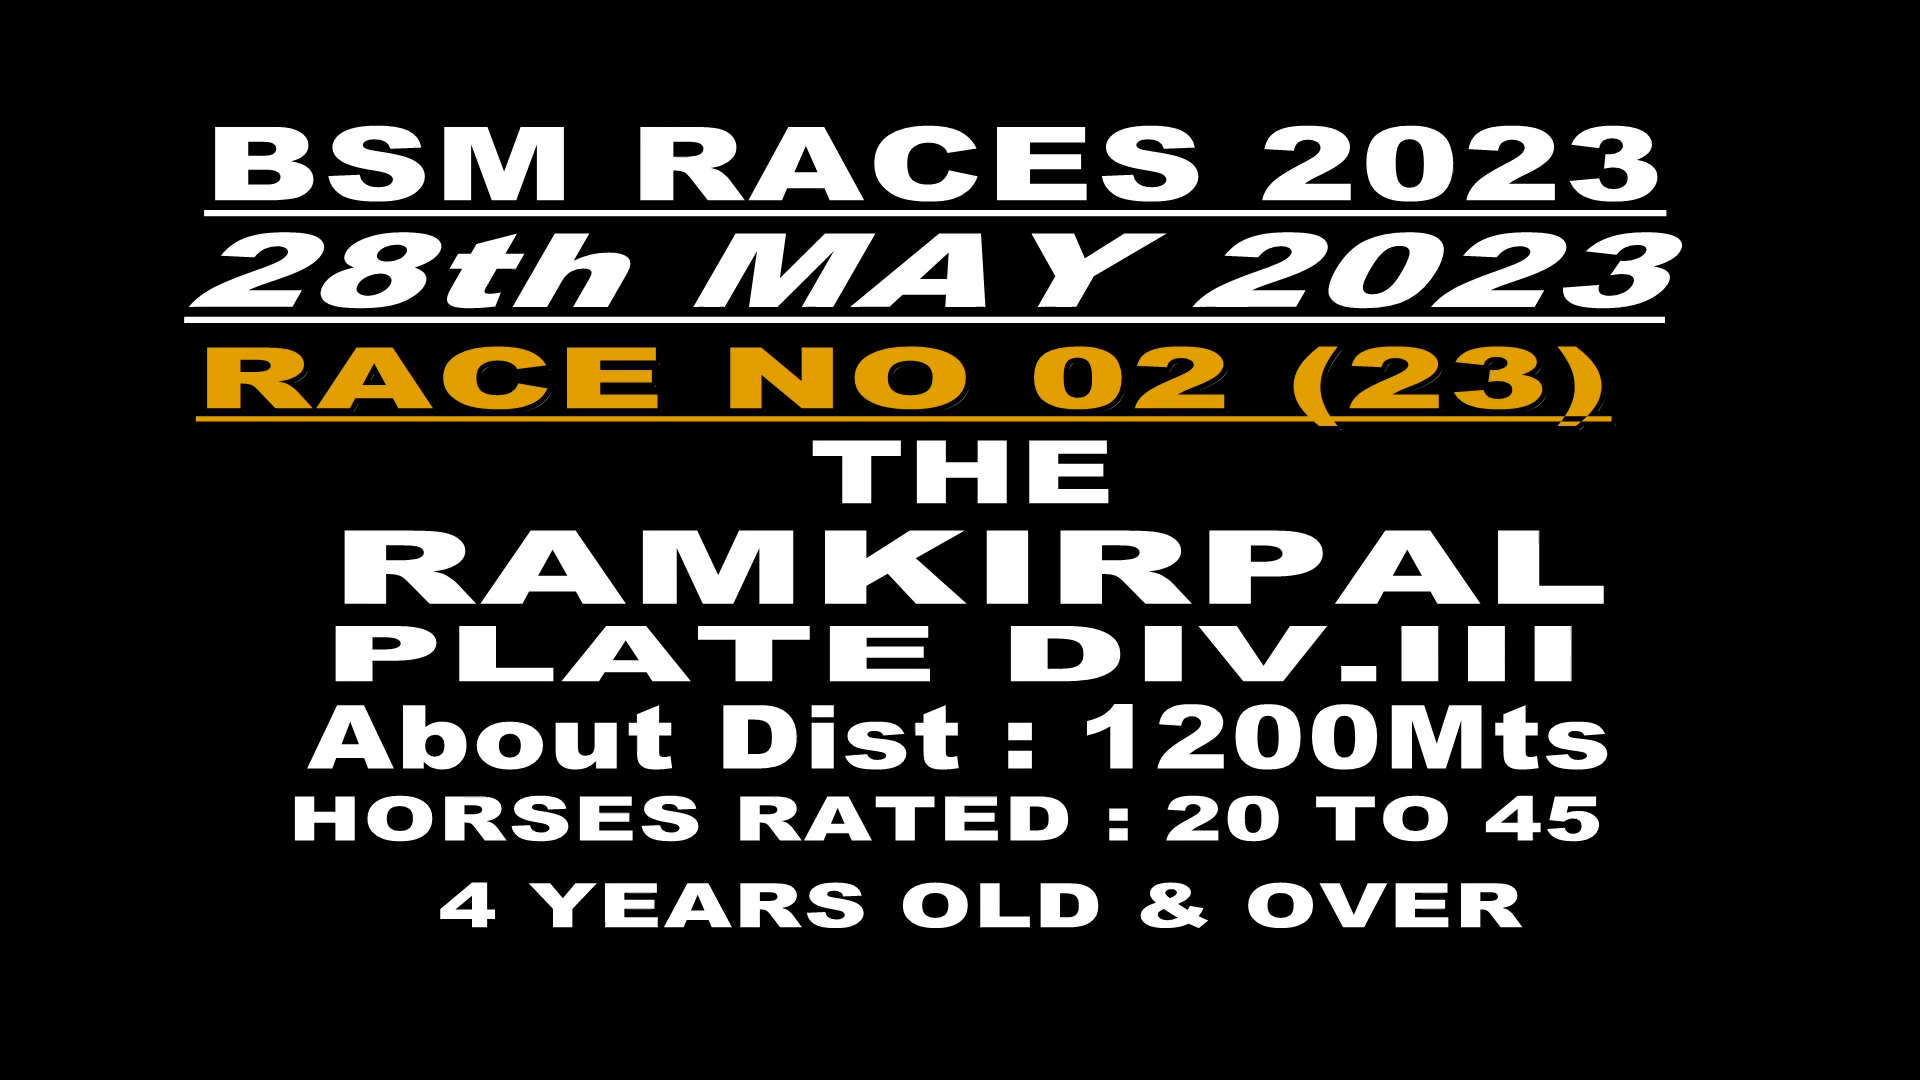 BSM RACES 2023
28th MAY 2023
RACE NO 02 (23)
THE
RAMKIRPAL
PLATE DIV.III
About Dist : 1200Mts
HORSES RATED : 20 TO 45
4 YEARS OLD & OVER